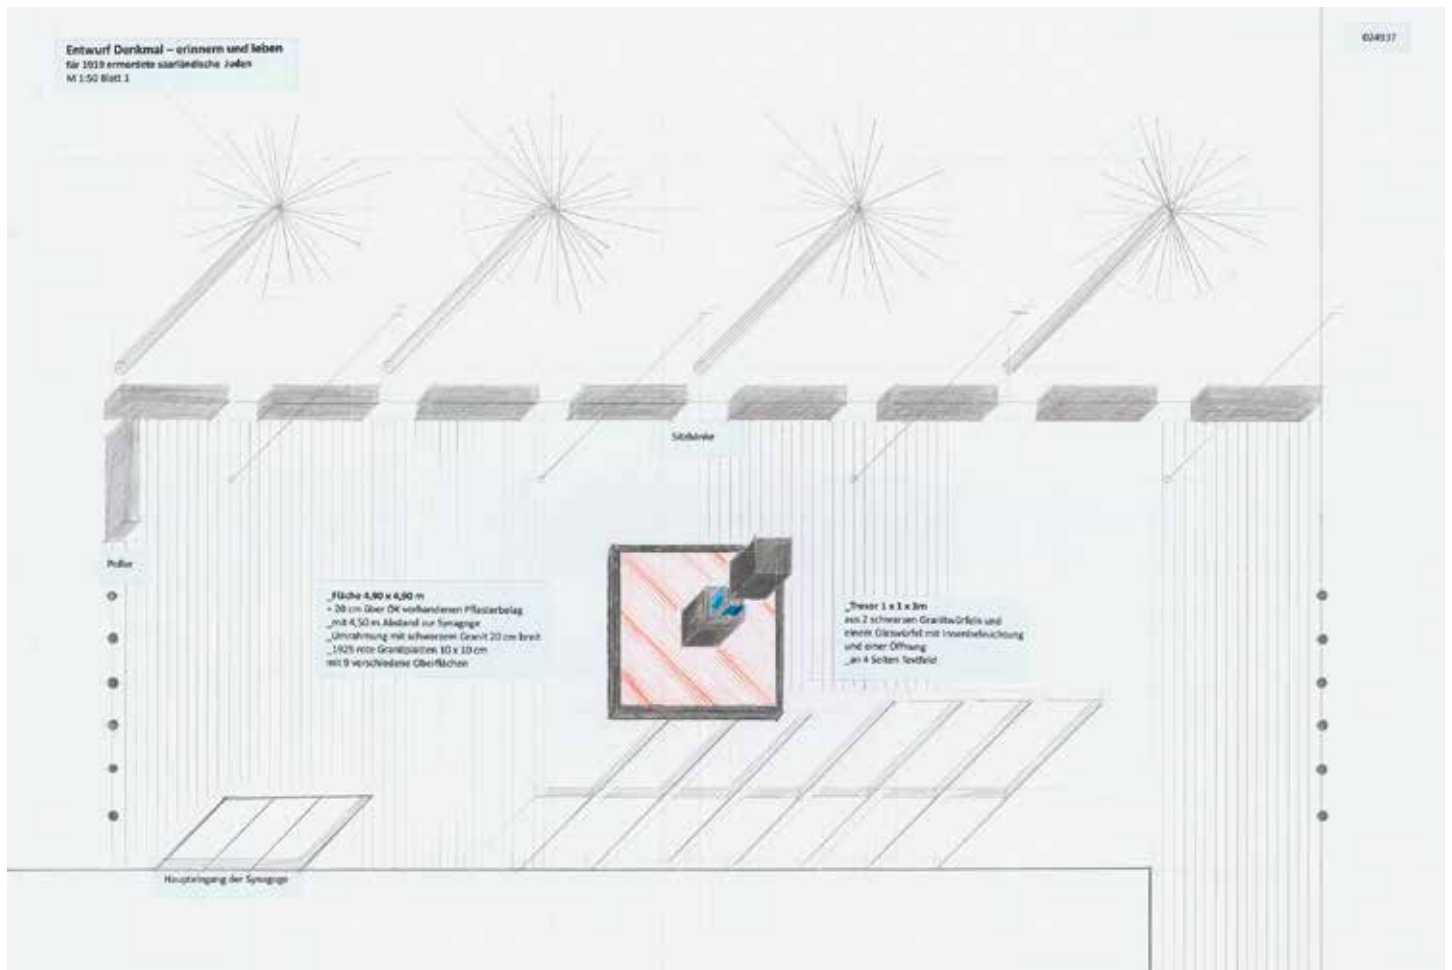 Entwurf Denkmal – erinnern und leben
für 1919 ermordete saarländische Juden
M 1:50 Blatt 1
024937
Sitzbänke
Poller
_Fläche 4,90 x 4,90 m
+ 20 cm über OK vorhandenen Pflasterbelag
_mit 4,50 m Abstand zur Synagoge
_Umrahmung mit schwarzem Granit 20 cm breit
_1925 rote Granitplatten 10 x 10 cm
mit 9 verschiedene Oberflächen
_Tresor 1 x 1 x 3m
aus 2 schwarzen Granitwürfeln und
einem Glaswürfel mit Innenbeleuchtung
und einer Öffnung
_an 4 Seiten Textfeld
Haupteingang der Synagoge